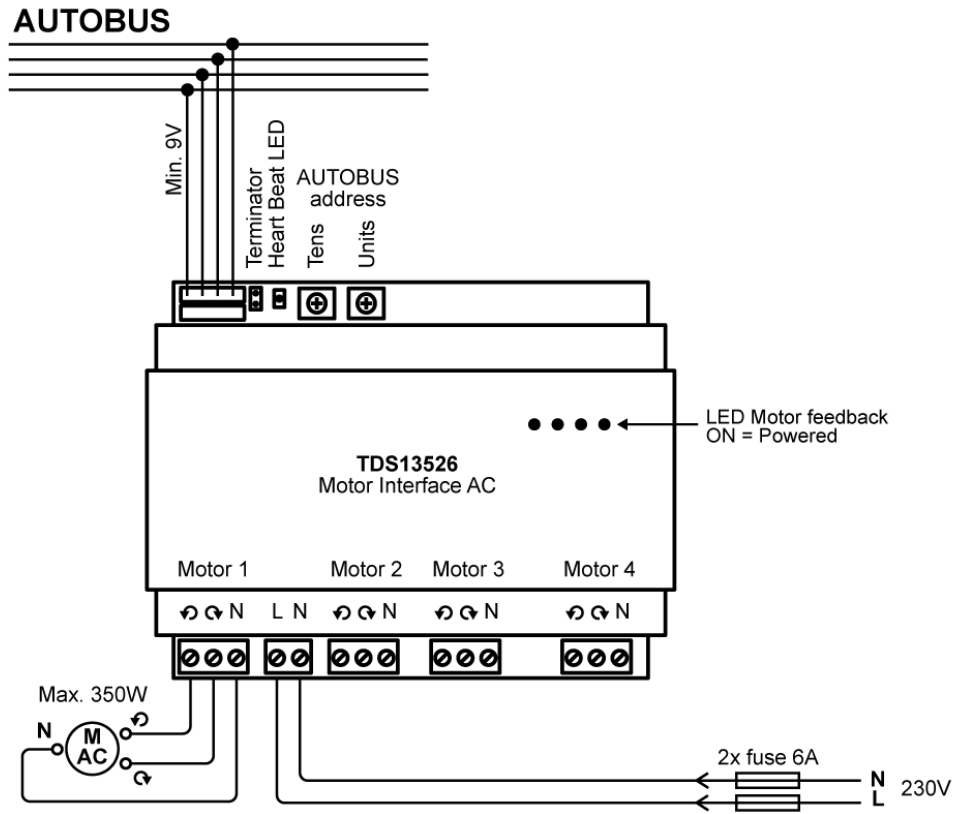 AUTOBUS
Min. 9V
Terminator
Heart Beat LED
AUTOBUS
address
Tens
Units
LED Motor feedback
ON = Powered
TDS13526
Motor Interface AC
Motor 1 Motor 2 Motor 3 Motor 4
N L N N N N
Max. 350W
N
M
AC
2x fuse 6A
N
L
230V